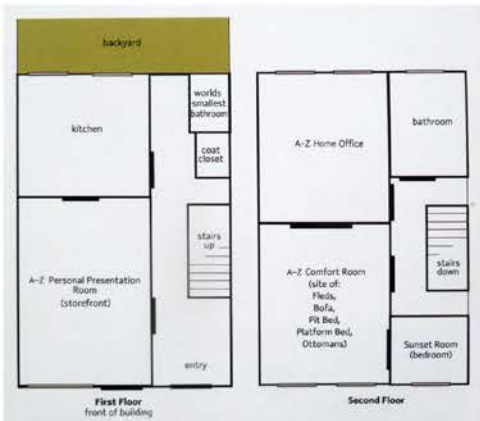 backyard
worlds
smallest
bathroom
kitchen
coat
closet
stairs
up
A-Z Personal Presentation
Room
(storefront)
entry
First Floor
front of building
bathroom
A-Z Home Office
stairs
down
A-Z Comfort Room
(site of:
Fleds,
Bofa,
Pit Bed,
Platform Bed,
Ottomans)
Sunset Room
(bedroom)
Second Floor